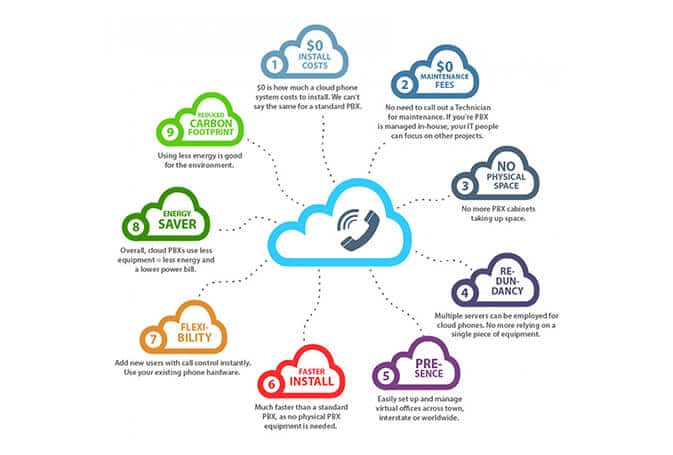 1
$0
INSTALL
COSTS
$0 is how much a cloud phone
system costs to install. We can't
say the same for a standard PBX.
2
$0
MAINTENANCE
FEES
No need to call out a Technician
for maintenance. If you're PBX
is managed in-house, your IT people
can focus on other projects.
3
NO
PHYSICAL
SPACE
No more PBX cabinets
taking up space.
4
RE-
DUN-
DANCY
Multiple servers can be employed for
cloud phones. No more relying on a
single piece of equipment.
5
PRE-
SENCE
Easily set up and manage
virtual offices across town,
interstate or worldwide.
6
FASTER
INSTALL
Much faster than a standard
PBX, as no physical PBX
equipment is needed.
7
FLEXI-
BILITY
Add new users with call control instantly.
Use your existing phone hardware.
8
ENERGY
SAVER
Overall, cloud PBXs use less
equipment = less energy and
a lower power bill.
9
REDUCED
CARBON
FOOTPRINT
Using less energy is good
for the environment.